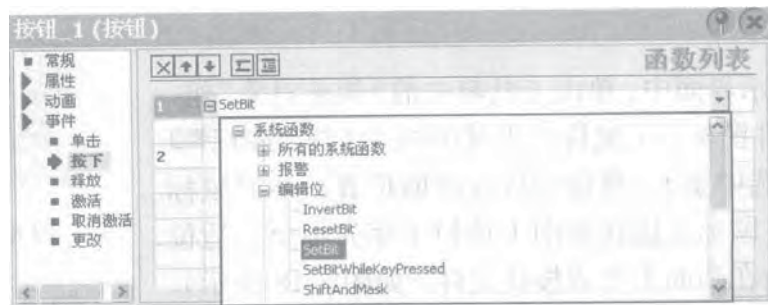 按钮_1 (按钮)
常规
属性
动画
事件
单击
按下
释放
激活
取消激活
更改
函数列表
1 SetBit
2
系统函数
所有的系统函数
报警
编辑位
InvertBit
ResetBit
SetBit
SetBitWhileKeyPressed
ShiftAndMask